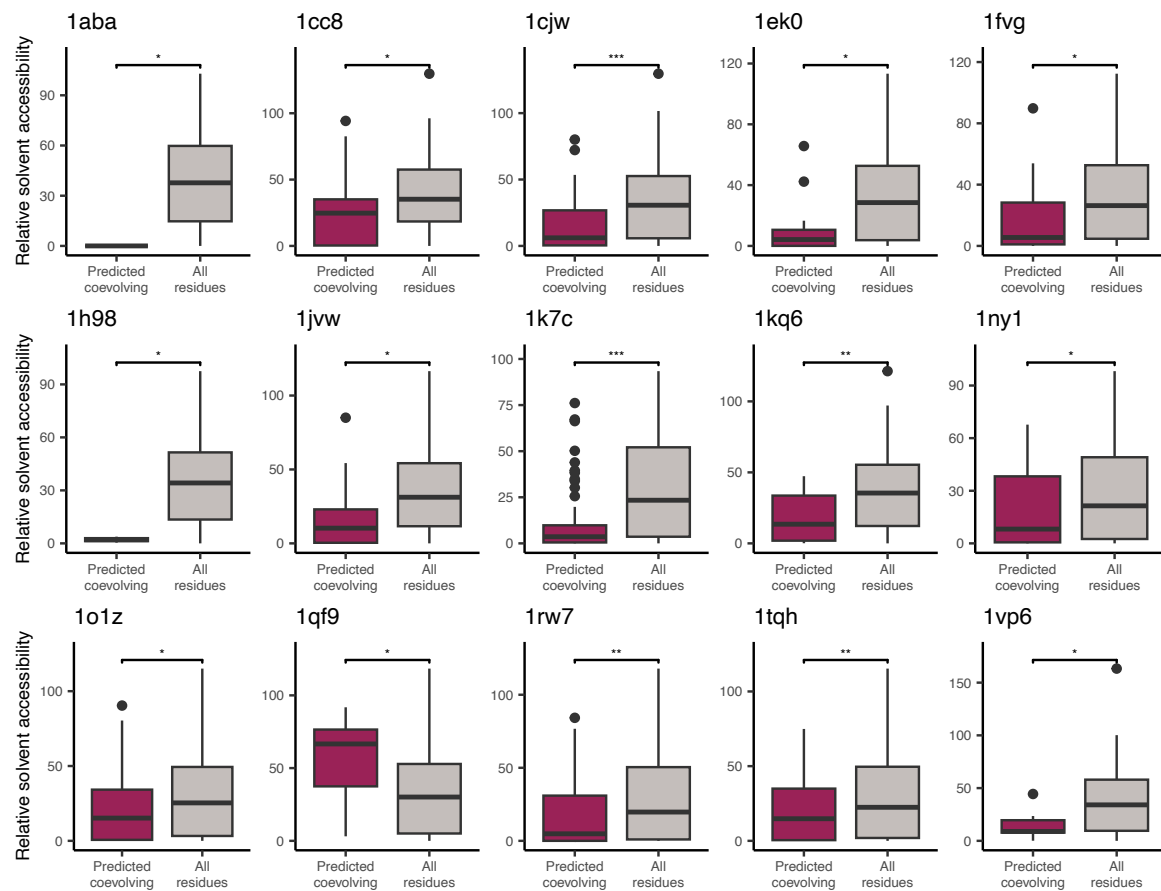 1aba 1cc8 1cjw 1ek0 1fvg
Relative solvent accessibility
* * *** * *
90 60 30 0
100 50 0
100 50 0
120 80 40 0
120 80 40 0
Predicted All Predicted All Predicted All Predicted All Predicted All
coevolving residues coevolving residues coevolving residues coevolving residues coevolving residues
1h98 1jvw 1k7c 1kq6 1ny1
Relative solvent accessibility
* * *** ** *
90 60 30 0
100 50 0
100 75 50 25 0
100 50 0
90 60 30 0
Predicted All Predicted All Predicted All Predicted All Predicted All
coevolving residues coevolving residues coevolving residues coevolving residues coevolving residues
1o1z 1qf9 1rw7 1tqh 1vp6
Relative solvent accessibility
* * ** ** *
100 50 0
100 50 0
100 50 0
100 50 0
150 100 50 0
Predicted All Predicted All Predicted All Predicted All Predicted All
coevolving residues coevolving residues coevolving residues coevolving residues coevolving residues